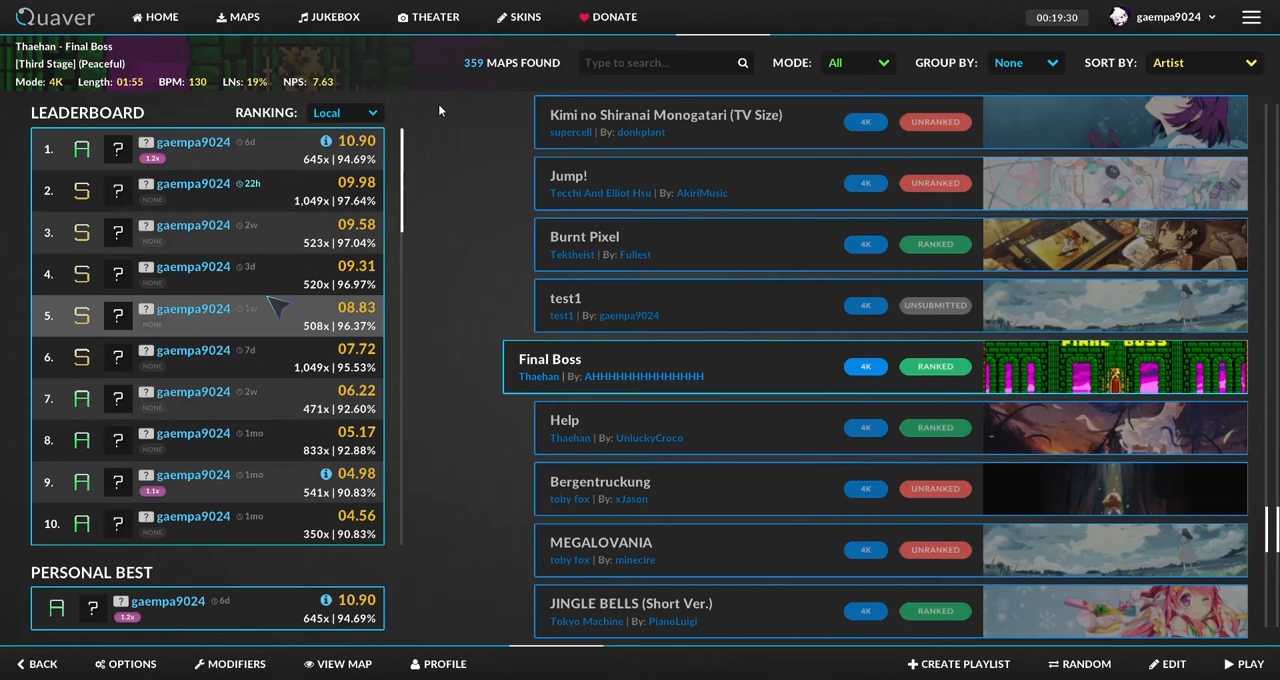 Quaver HOME MAPS JUKEBOX THEATER SKINS DONATE 00:19:30 gaempa9024
Thaehan - Final Boss
[Third Stage] (Peaceful)
Mode: 4K Length: 01:55 BPM: 130 LNs: 19% NPS: 7.63
359 MAPS FOUND Type to search... MODE: All GROUP BY: None SORT BY: Artist
LEADERBOARD RANKING: Local
1. A ? ? gaempa9024 6d 10.90
1.2x 645x | 94.69%
2. S ? ? gaempa9024 22h 09.98
NONE 1,049x | 97.64%
3. S ? ? gaempa9024 2w 09.58
NONE 523x | 97.04%
4. S ? ? gaempa9024 3d 09.31
NONE 520x | 96.97%
5. S ? ? gaempa9024 1w 08.83
NONE 508x | 96.37%
6. S ? ? gaempa9024 7d 07.72
NONE 1,049x | 95.53%
7. A ? ? gaempa9024 2w 06.22
NONE 471x | 92.60%
8. A ? ? gaempa9024 1mo 05.17
NONE 833x | 92.88%
9. A ? ? gaempa9024 1mo 04.98
1.1x 541x | 90.83%
10. A ? ? gaempa9024 1mo 04.56
NONE 350x | 90.83%
PERSONAL BEST
A ? ? gaempa9024 6d 10.90
1.2x 645x | 94.69%
Kimi no Shiranai Monogatari (TV Size)
supercell | By: donkplant 4K UNRANKED
Jump!
Tecchi And Elliot Hsu | By: AkiriMusic 4K UNRANKED
Burnt Pixel
Tektheist | By: Fullest 4K RANKED
test1
test1 | By: gaempa9024 4K UNSUBMITTED
Final Boss
Thaehan | By: AHHHHHHHHHHHHHH 4K RANKED
FINAL BOSS
Help
Thaehan | By: UnluckyCroco 4K RANKED
Bergentruckung
toby fox | By: xJason 4K UNRANKED
MEGALOVANIA
toby fox | By: minecire 4K UNRANKED
JINGLE BELLS (Short Ver.)
Tokyo Machine | By: PianoLuigi 4K RANKED
BACK OPTIONS MODIFIERS VIEW MAP PROFILE CREATE PLAYLIST RANDOM EDIT PLAY